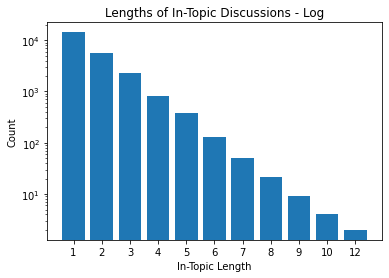 Lengths of In-Topic Discussions - Log
10⁴
10³
10²
10¹
Count
1 2 3 4 5 6 7 8 9 10 12
In-Topic Length